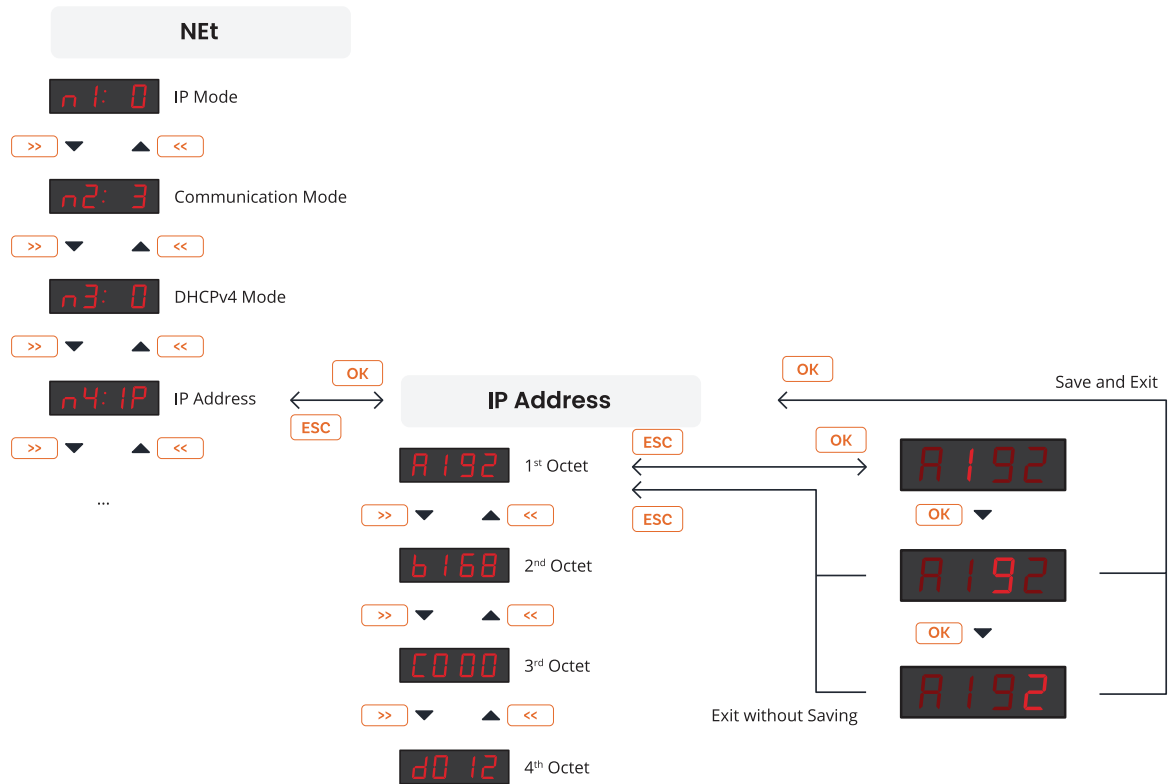 NEt
n1: 0 IP Mode
>> <<
n2: 3 Communication Mode
>> <<
n3: 0 DHCPv4 Mode
>> <<
n4:IP IP Address
OK
ESC
>> <<
...
IP Address
A192 1st Octet
>> <<
b168 2nd Octet
>> <<
C000 3rd Octet
>> <<
d012 4th Octet
OK
Save and Exit
ESC
OK
A192
ESC
OK
A192
OK
A192
Exit without Saving